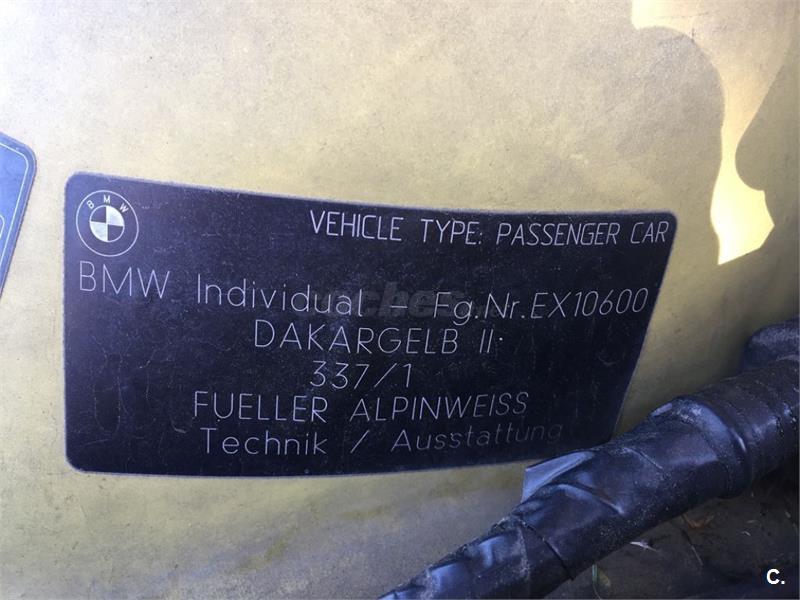 BMW
VEHICLE TYPE: PASSENGER CAR
BMW Individual - Fg.Nr.EX10600
DAKARGELB II
337/1
FUELLER ALPINWEISS
Technik / Ausstattung
C.